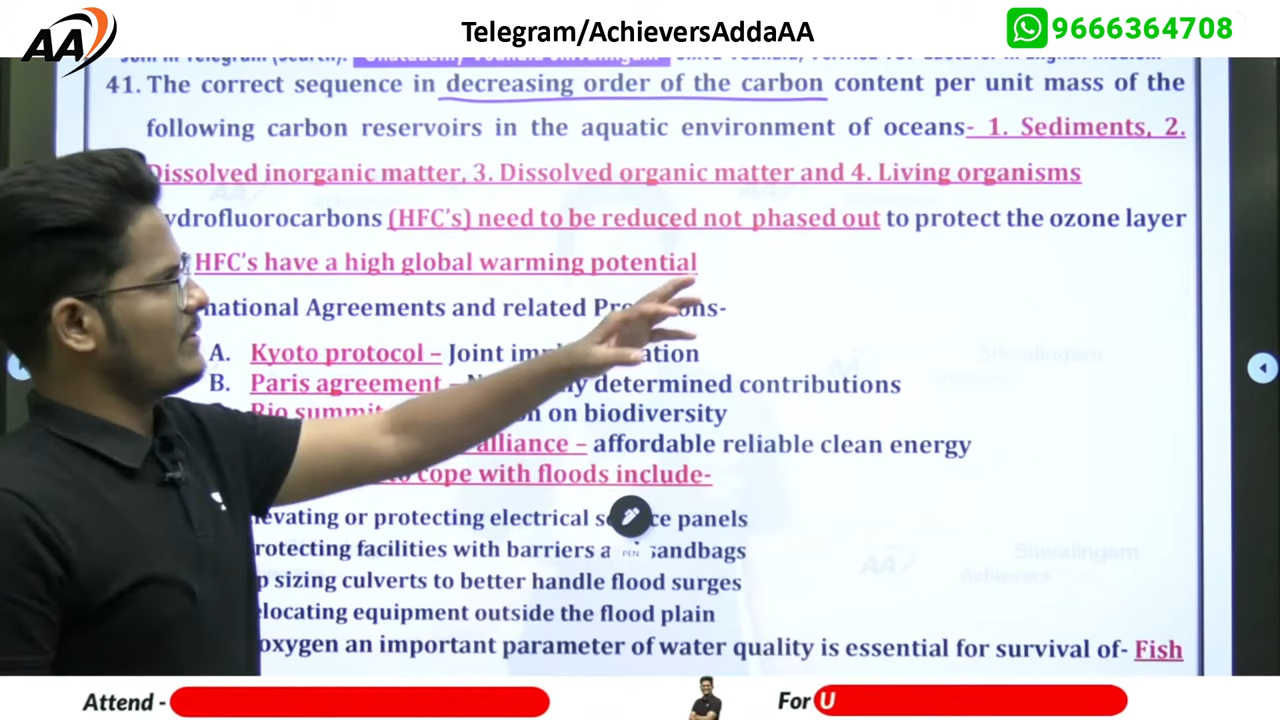 AA
Telegram/AchieversAddaAA
9666364708
41. The correct sequence in decreasing order of the carbon content per unit mass of the
following carbon reservoirs in the aquatic environment of oceans- 1. Sediments, 2.
Dissolved inorganic matter, 3. Dissolved organic matter and 4. Living organisms
ydrofluorocarbons (HFC's) need to be reduced not phased out to protect the ozone layer
HFC's have a high global warming potential
national Agreements and related
A. Kyoto protocol – Joint
B. Paris agreement – determined contributions
Rio summit on biodiversity
alliance – affordable reliable clean energy
cope with floods include-
evating or protecting electrical panels
rotecting facilities with barriers sandbags
PEN
p sizing culverts to better handle flood surges
elocating equipment outside the flood plain
oxygen an important parameter of water quality is essential for survival of- Fish
Attend -
For U